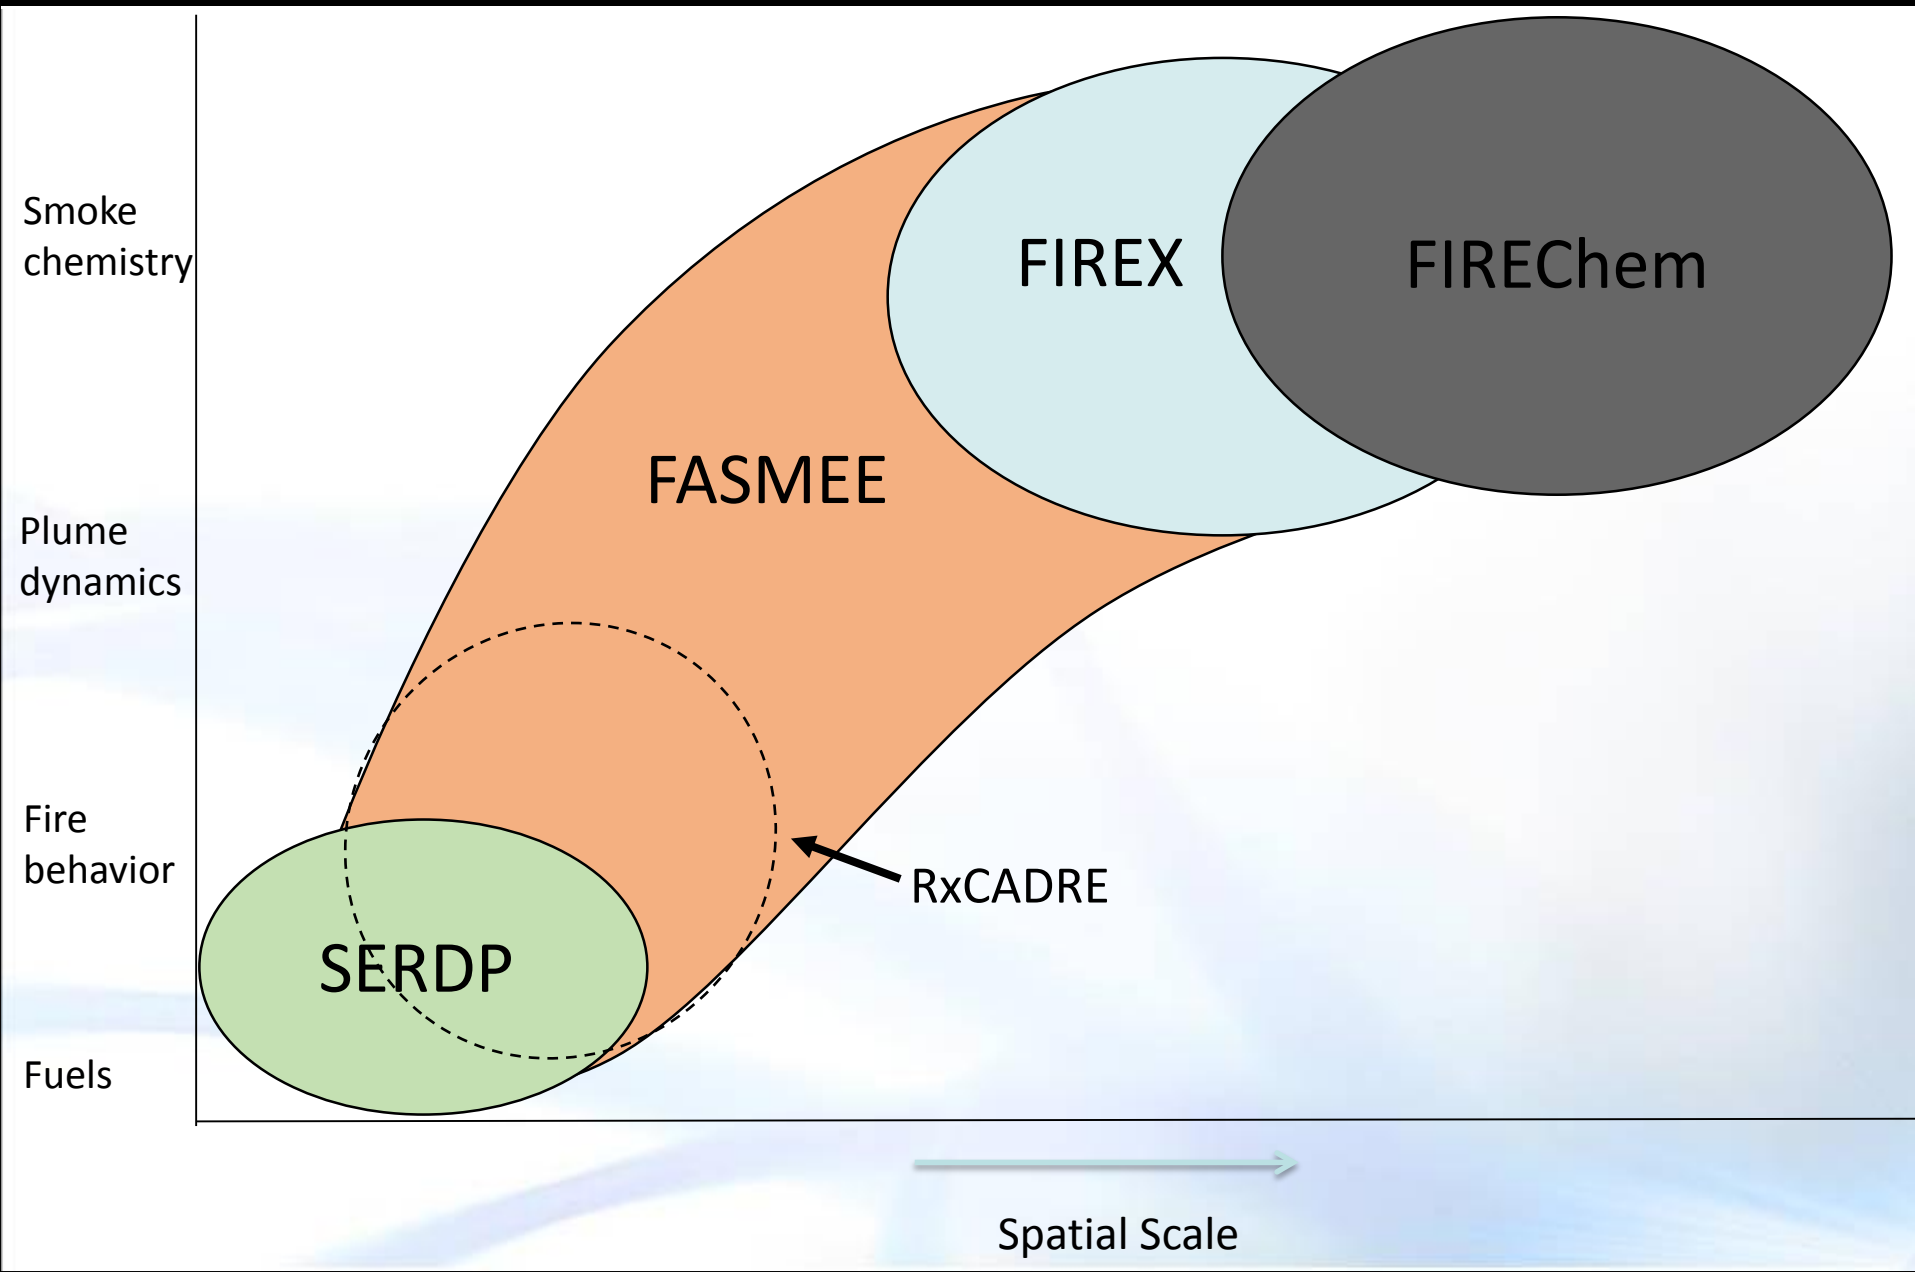 Smoke
chemistry
FIREX
FIREChem
FASMEE
Plume
dynamics
Fire
behavior
RxCADRE
SERDP
Fuels
Spatial Scale